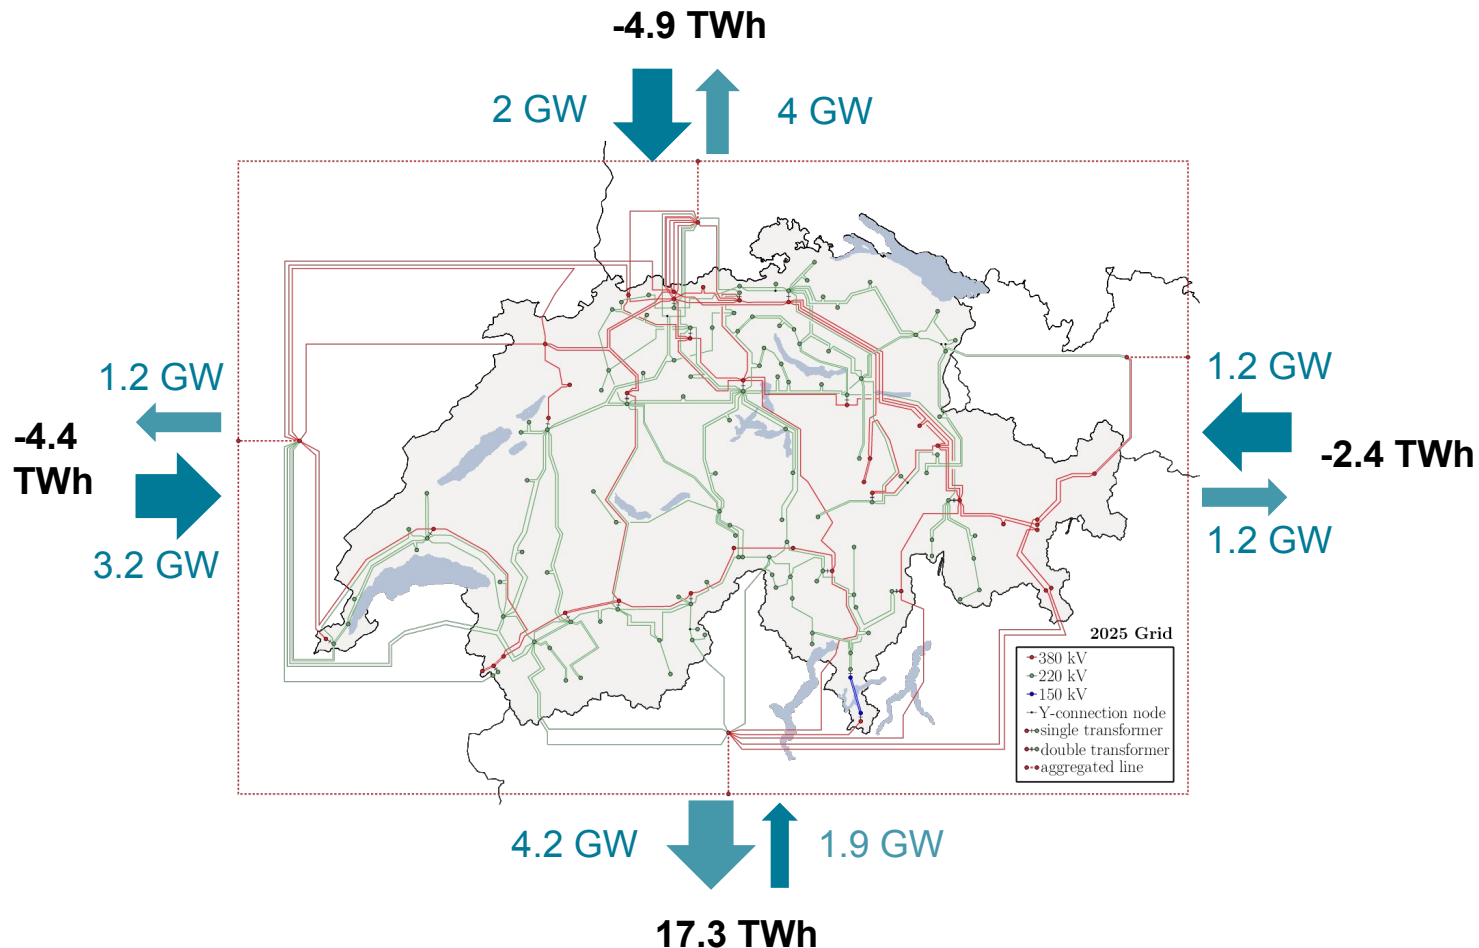 -4.9 TWh
2 GW
4 GW
1.2 GW
-4.4
TWh
3.2 GW
1.2 GW
-2.4 TWh
1.2 GW
2025 Grid
380 kV
220 kV
150 kV
Y-connection node
single transformer
double transformer
aggregated line
4.2 GW
1.9 GW
17.3 TWh